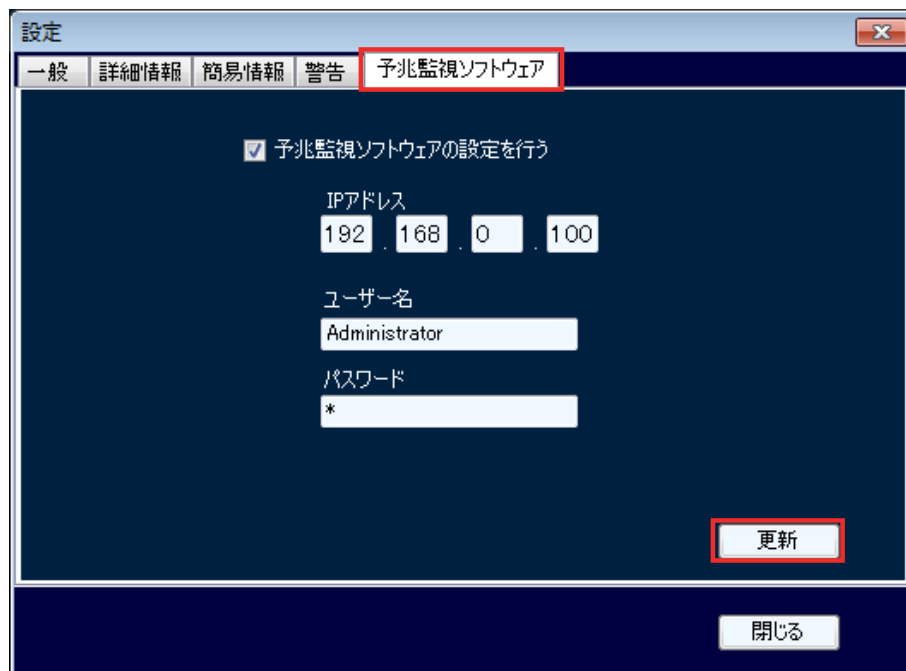 設定
一般 詳細情報 簡易情報 警告 予兆監視ソフトウェア
予兆監視ソフトウェアの設定を行う
IPアドレス
192 . 168 . 0 . 100
ユーザー名
Administrator
パスワード
*
更新
閉じる